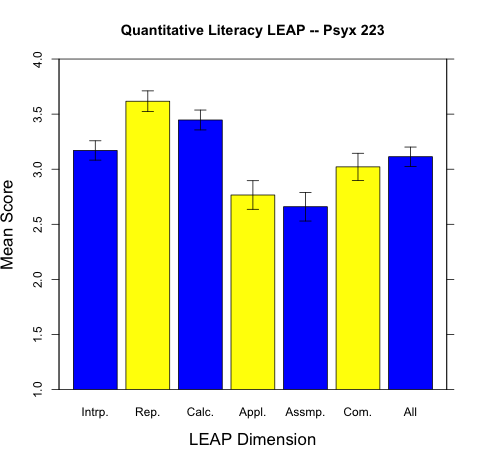 Quantitative Literacy LEAP -- Psyx 223
Mean Score
4.0
3.5
3.0
2.5
2.0
1.5
1.0
Intrp. Rep. Calc. Appl. Assmp. Com. All
LEAP Dimension